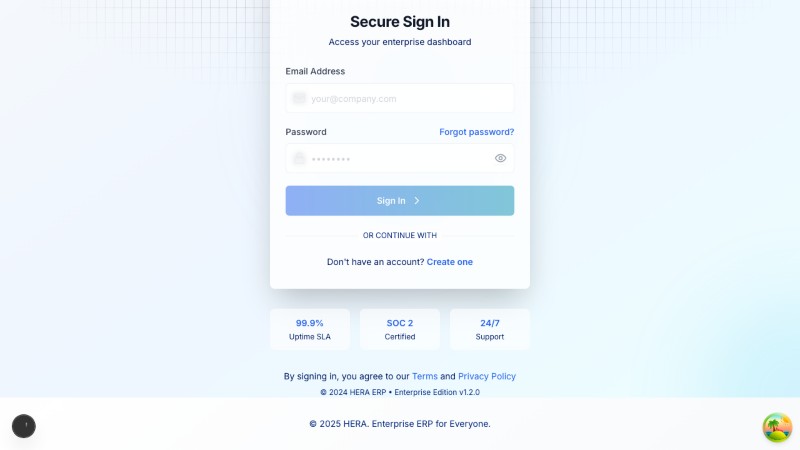 Secure Sign In
Access your enterprise dashboard
Email Address
your@company.com
Password Forgot password?
Sign In
OR CONTINUE WITH
Don't have an account? Create one
99.9% SOC 2 24/7
Uptime SLA Certified Support
By signing in, you agree to our Terms and Privacy Policy
© 2024 HERA ERP • Enterprise Edition v1.2.0
© 2025 HERA. Enterprise ERP for Everyone.